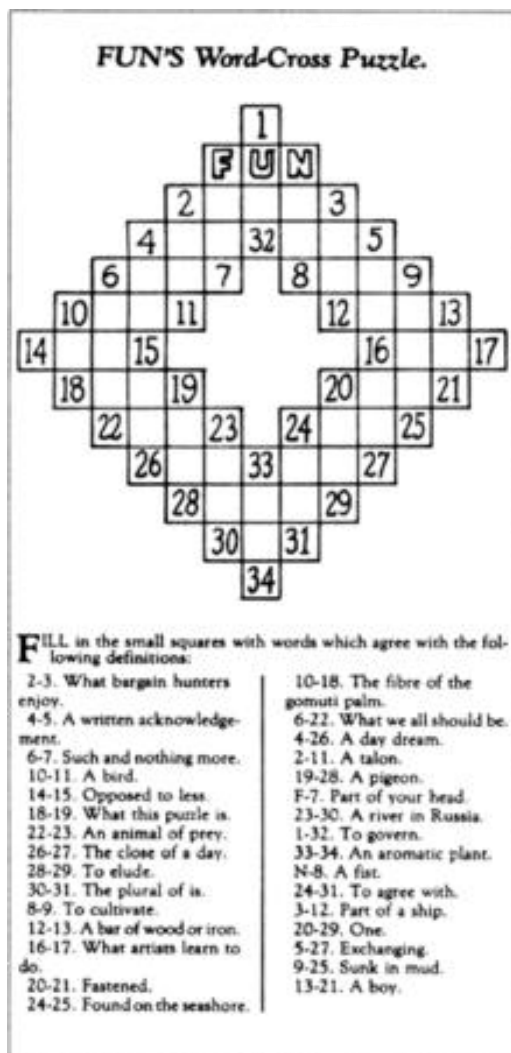 FUN'S Word-Cross Puzzle.
1
F U N
2 3
4 32 5
6 7 8 9
10 11 12 13
14 15 16 17
18 19 20 21
22 23 24 25
26 33 27
28 29
30 31
34
FILL in the small squares with words which agree with the fol-
lowing definitions:
2-3. What bargain hunters
enjoy.
4-5. A written acknowledge-
ment.
6-7. Such and nothing more.
10-11. A bird.
14-15. Opposed to less.
18-19. What this puzzle is.
22-23. An animal of prey.
26-27. The close of a day.
28-29. To elude.
30-31. The plural of is.
8-9. To cultivate.
12-13. A bar of wood or iron.
16-17. What artists learn to
do.
20-21. Fastened.
24-25. Found on the seashore.
10-18. The fibre of the
gomuti palm.
6-22. What we all should be.
4-26. A day dream.
2-11. A talon.
19-28. A pigeon.
F-7. Part of your head.
23-30. A river in Russia.
1-32. To govern.
33-34. An aromatic plant.
N-8. A fist.
24-31. To agree with.
3-12. Part of a ship.
20-29. One.
5-27. Exchanging.
9-25. Sunk in mud.
13-21. A boy.